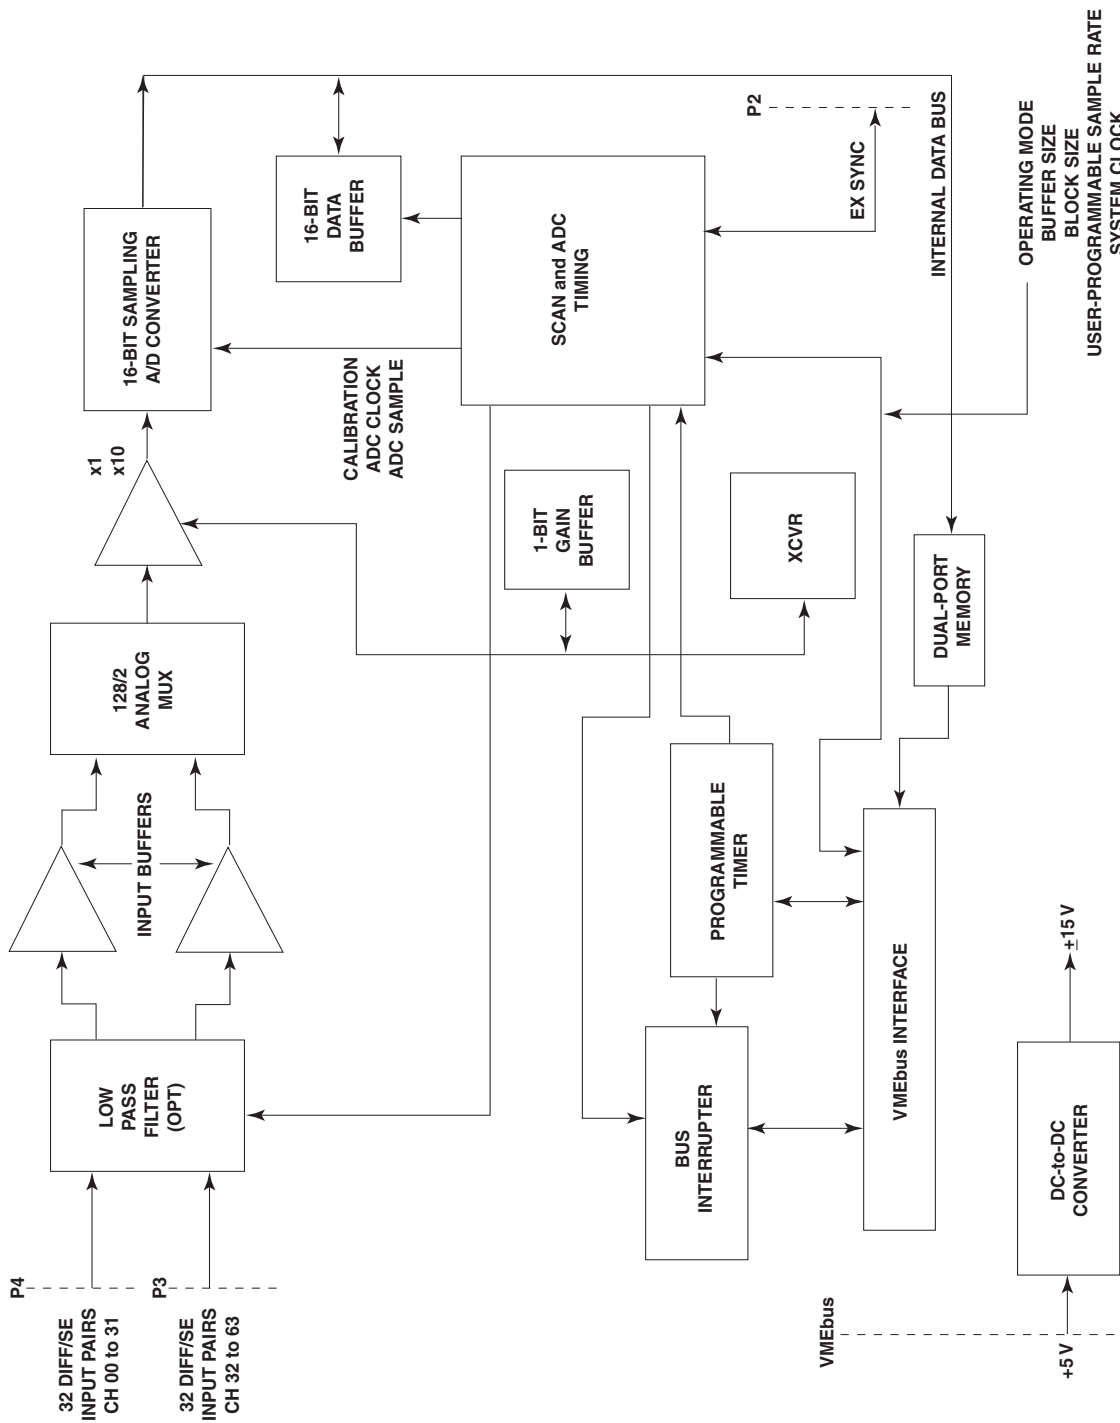 P4
32 DIFF/SE
INPUT PAIRS
CH 00 to 31
P3
32 DIFF/SE
INPUT PAIRS
CH 32 to 63
LOW
PASS
FILTER
(OPT)
INPUT BUFFERS
128/2
ANALOG
MUX
x1
x10
16-BIT SAMPLING
A/D CONVERTER
16-BIT
DATA
BUFFER
CALIBRATION
ADC CLOCK
ADC SAMPLE
SCAN and ADC
TIMING
1-BIT
GAIN
BUFFER
XCVR
P2
EX SYNC
INTERNAL DATA BUS
BUS
INTERRUPTER
PROGRAMMABLE
TIMER
VMEbus INTERFACE
DUAL-PORT
MEMORY
OPERATING MODE
BUFFER SIZE
BLOCK SIZE
USER-PROGRAMMABLE SAMPLE RATE
SYSTEM CLOCK
VMEbus
+5 V
DC-to-DC
CONVERTER
±15 V